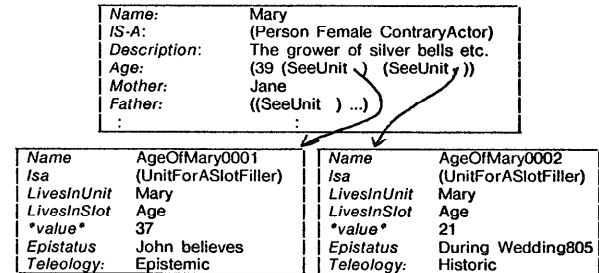 Name: Mary
IS-A: (Person Female ContraryActor)
Description: The grower of silver bells etc.
Age: (39 (SeeUnit ) (SeeUnit ))
Mother: Jane
Father: ((SeeUnit ) ...)
: :
Name AgeOfMary0001
Isa (UnitForASlotFiller)
LivesInUnit Mary
LivesInSlot Age
*value* 37
Epistatus John believes
Teleology: Epistemic
Name AgeOfMary0002
Isa (UnitForASlotFiller)
LivesInUnit Mary
LivesInSlot Age
*value* 21
Epistatus During Wedding805
Teleology: Historic